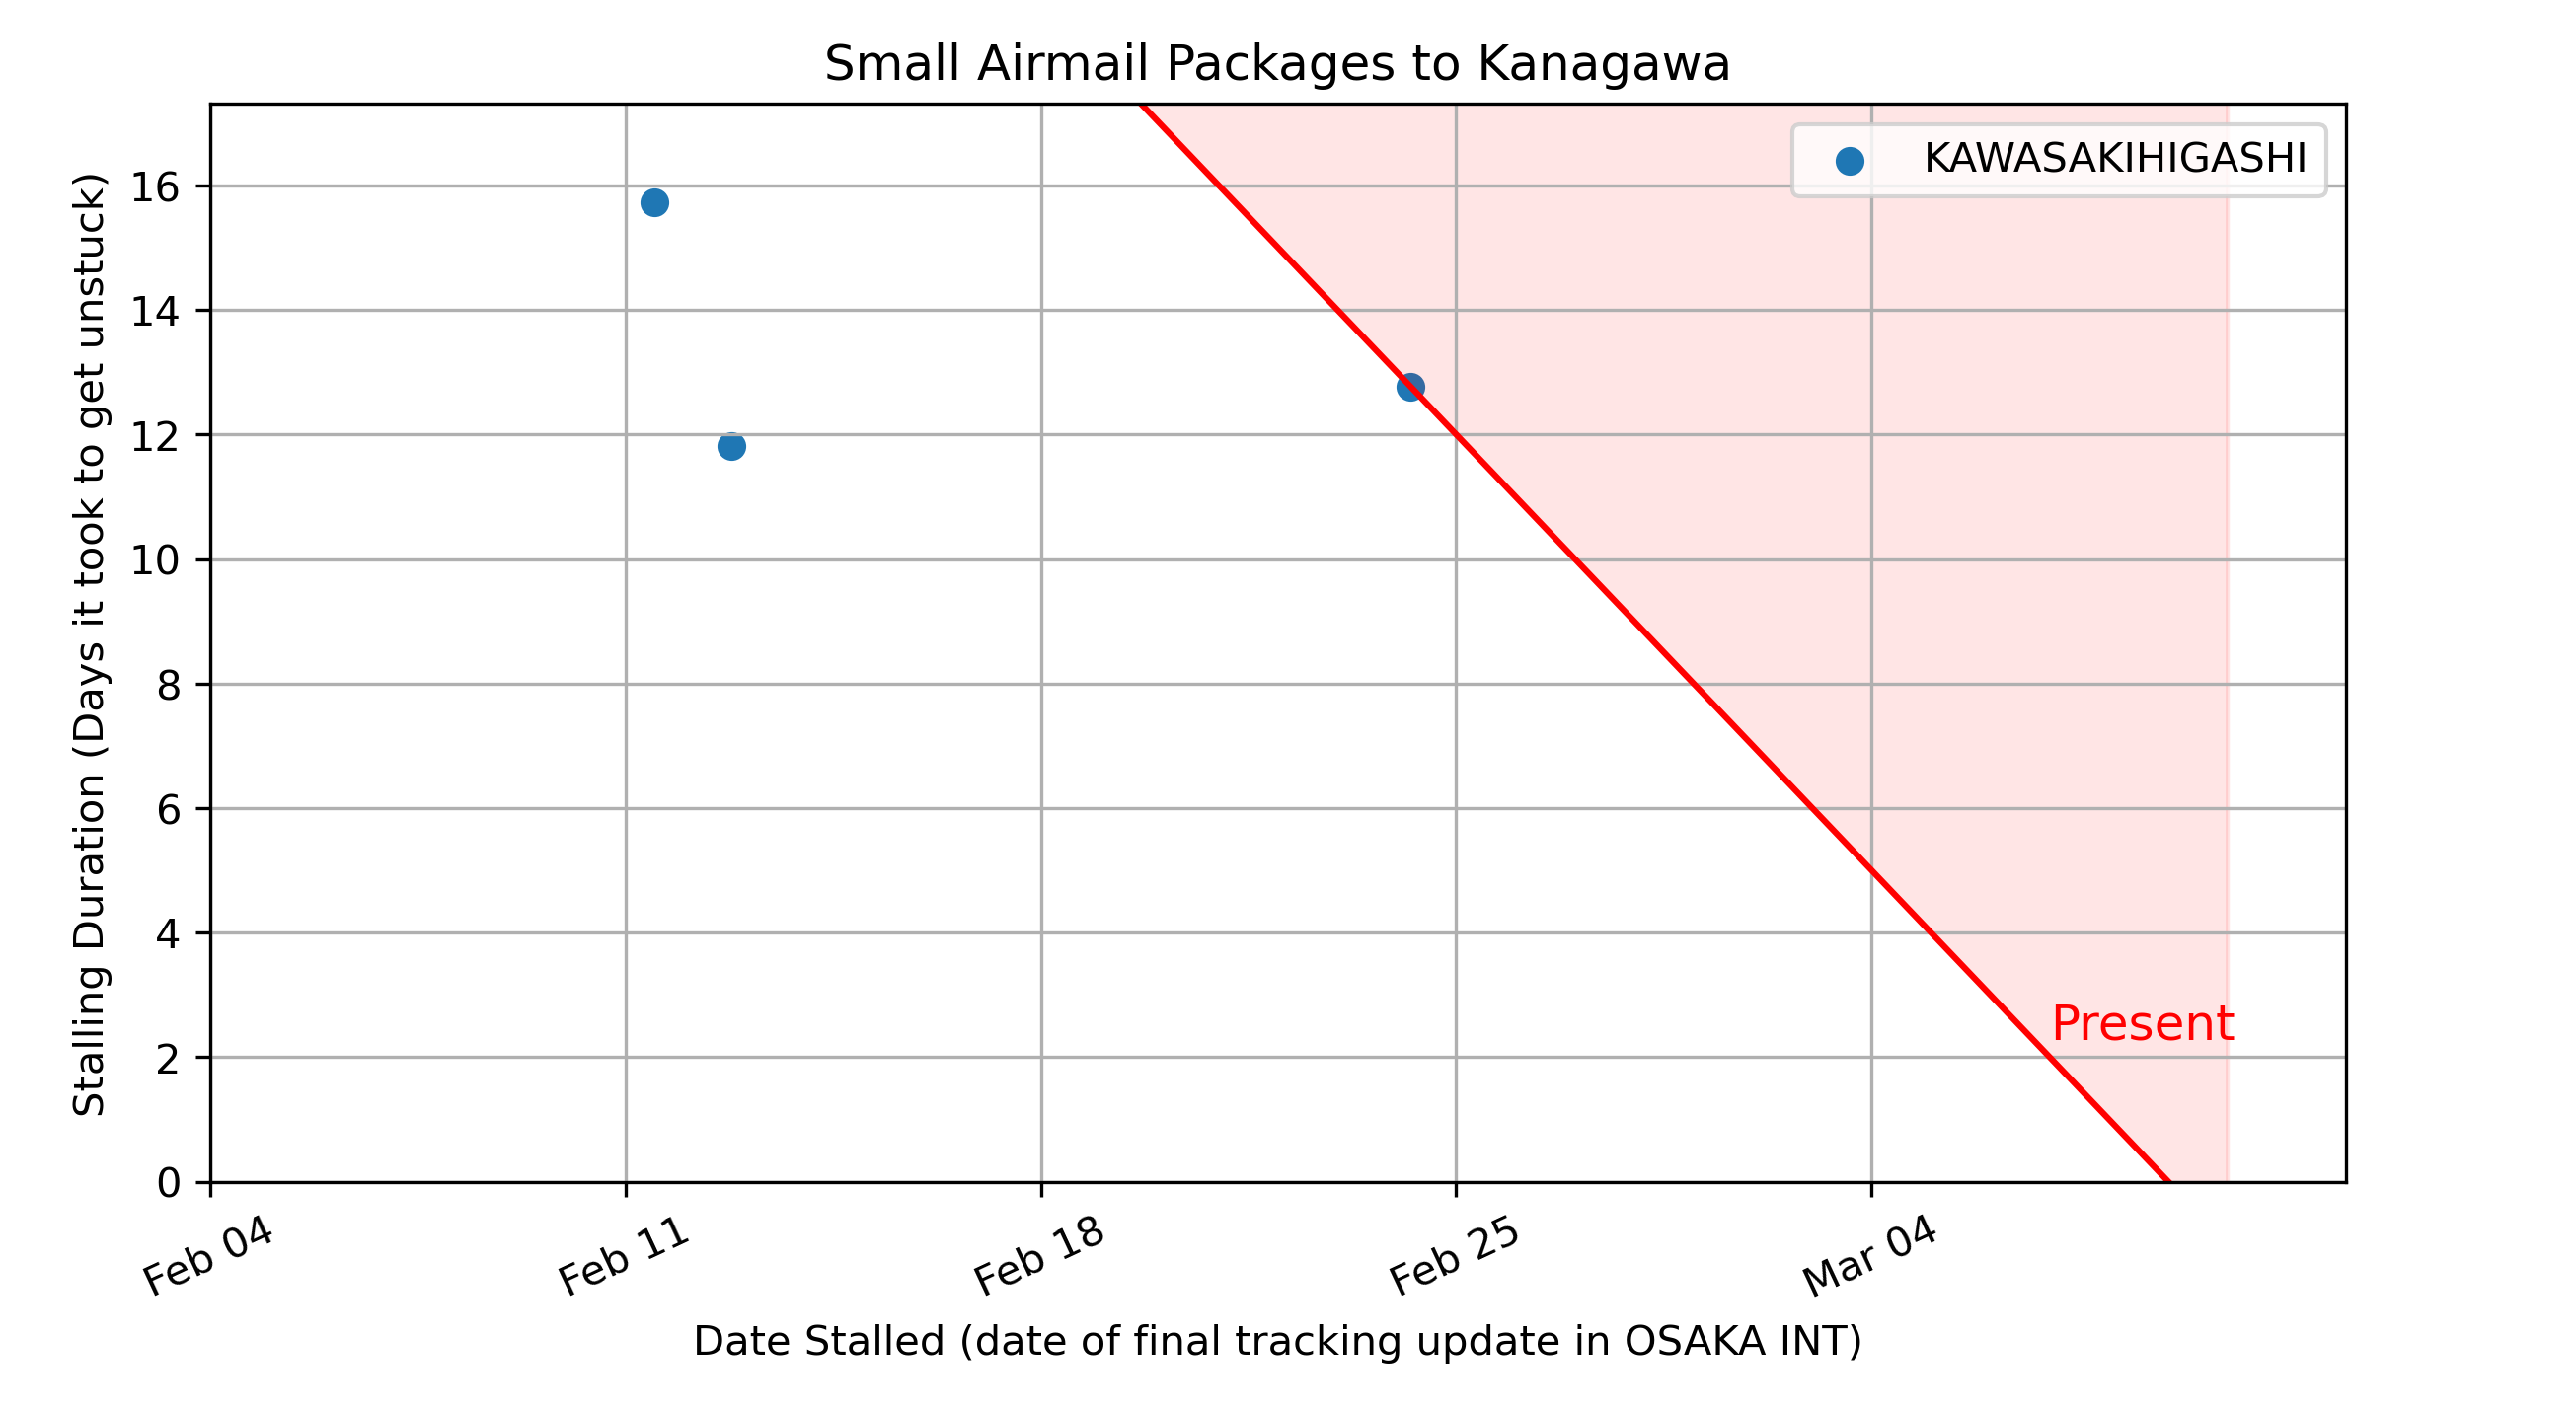 Small Airmail Packages to Kanagawa
KAWASAKIHIGASHI
Stalling Duration (Days it took to get unstuck)
16
14
12
10
8
6
4
2
0
Present
Feb 04
Feb 11
Feb 18
Feb 25
Mar 04
Date Stalled (date of final tracking update in OSAKA INT)